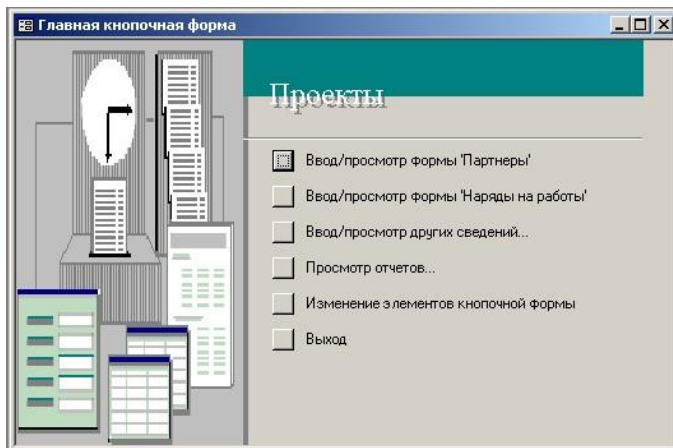 Главная кнопочная форма
Проекты
Ввод/просмотр формы 'Партнеры'
Ввод/просмотр формы 'Наряды на работы'
Ввод/просмотр других сведений...
Просмотр отчетов...
Изменение элементов кнопочной формы
Выход